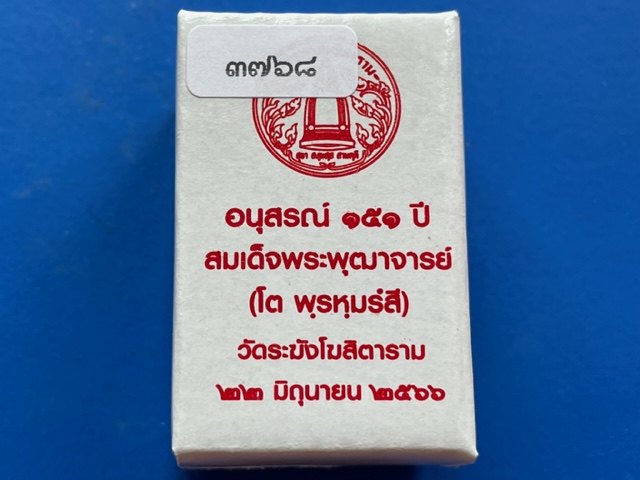 ๓๗๖๘
อนุสรณ์ ๑๕๑ ปี
สมเด็จพระพุฒาจารย์
(โต พฺรหฺมรํสี)
วัดระฆังโฆสิตาราม
๒๒ มิถุนายน ๒๕๖๖